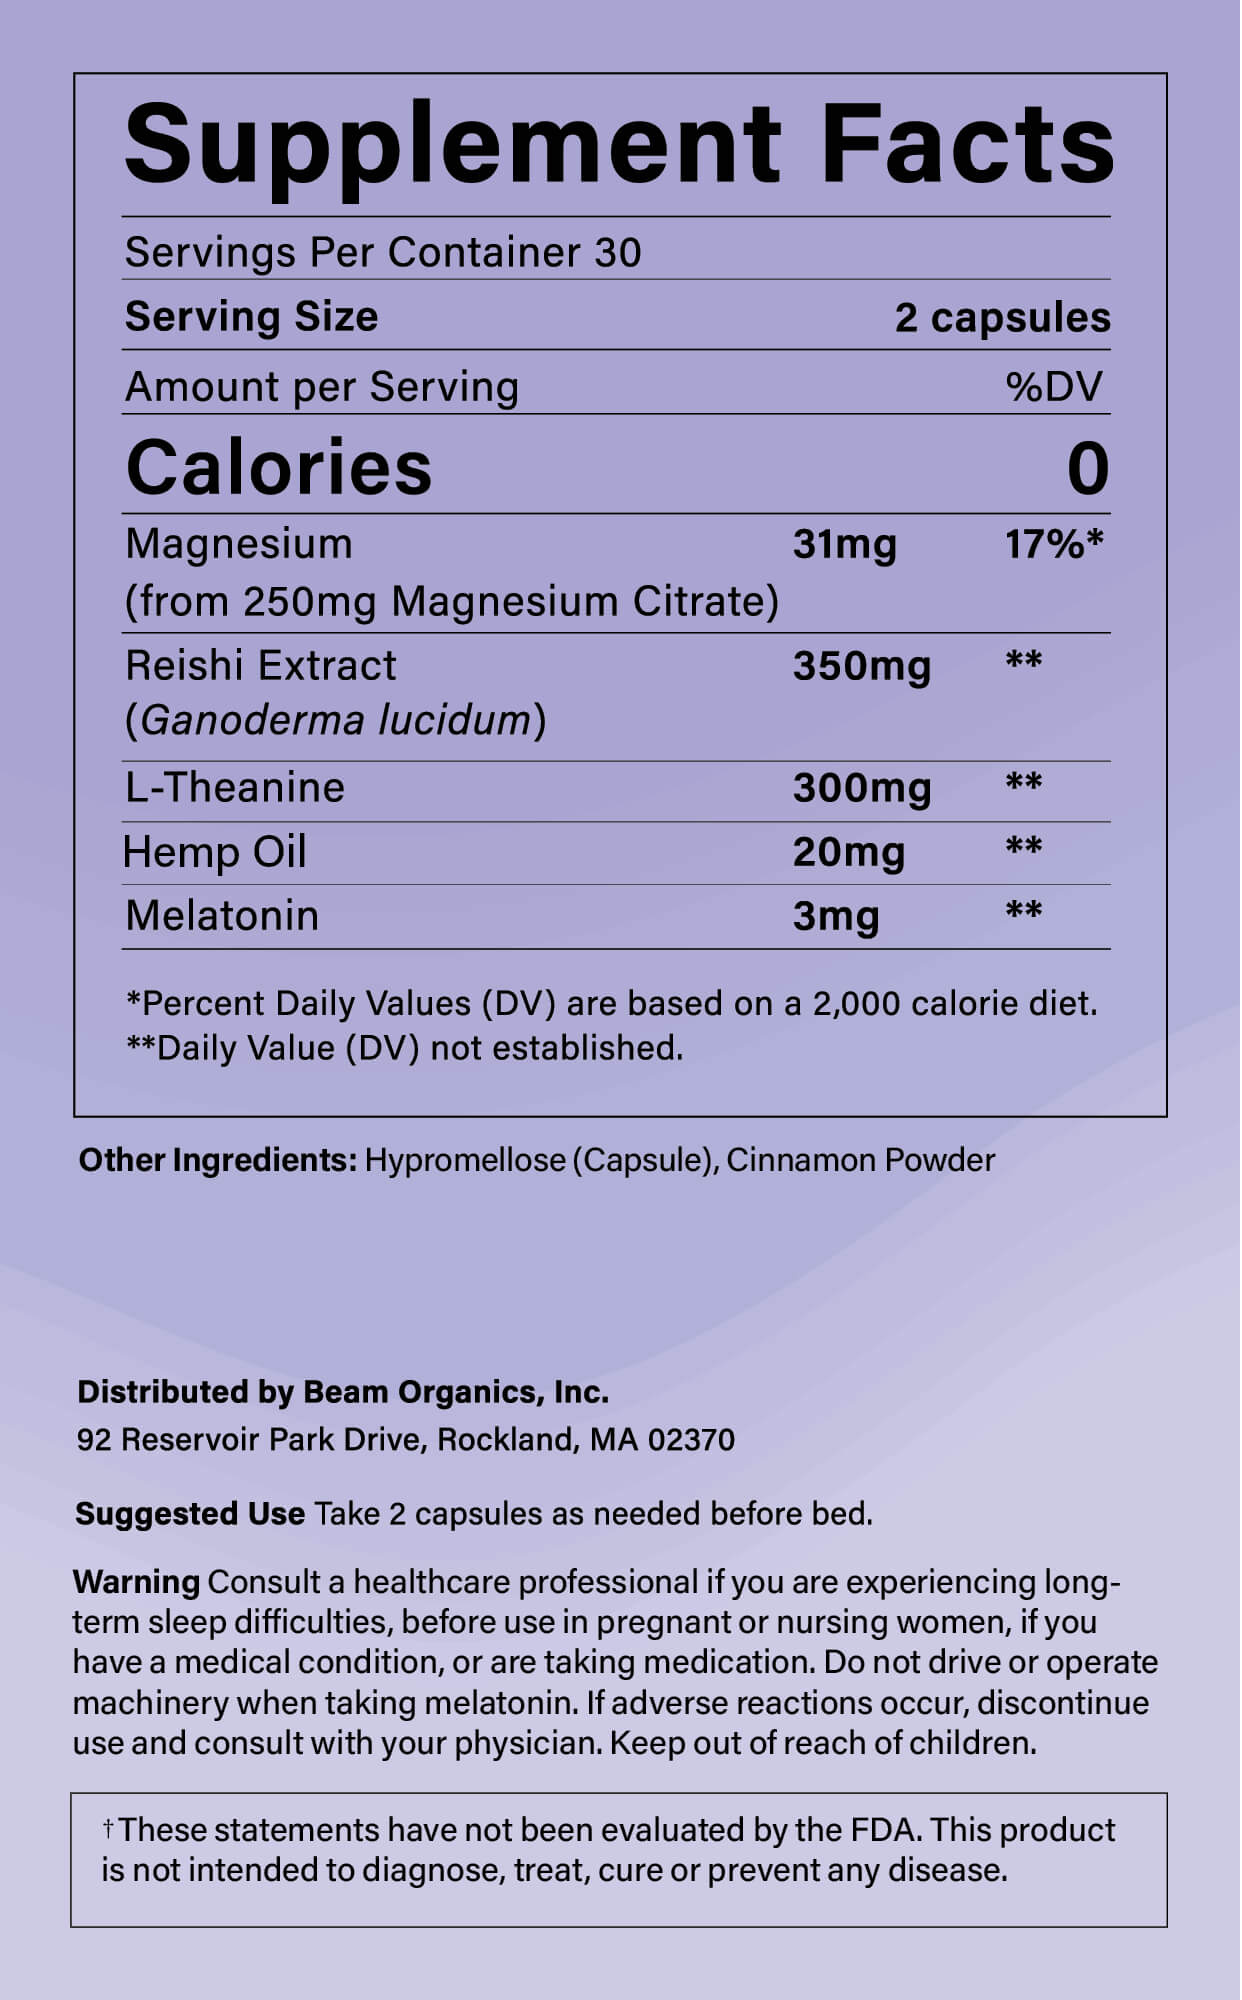 Supplement Facts
Servings Per Container 30
Serving Size 2 capsules
Amount per Serving %DV
Calories 0
Magnesium 31mg 17%*
(from 250mg Magnesium Citrate)
Reishi Extract 350mg **
(Ganoderma lucidum)
L-Theanine 300mg **
Hemp Oil 20mg **
Melatonin 3mg **
*Percent Daily Values (DV) are based on a 2,000 calorie diet.
**Daily Value (DV) not established.
Other Ingredients: Hypromellose (Capsule), Cinnamon Powder
Distributed by Beam Organics, Inc.
92 Reservoir Park Drive, Rockland, MA 02370
Suggested Use Take 2 capsules as needed before bed.
Warning Consult a healthcare professional if you are experiencing long-
term sleep difficulties, before use in pregnant or nursing women, if you
have a medical condition, or are taking medication. Do not drive or operate
machinery when taking melatonin. If adverse reactions occur, discontinue
use and consult with your physician. Keep out of reach of children.
†These statements have not been evaluated by the FDA. This product
is not intended to diagnose, treat, cure or prevent any disease.